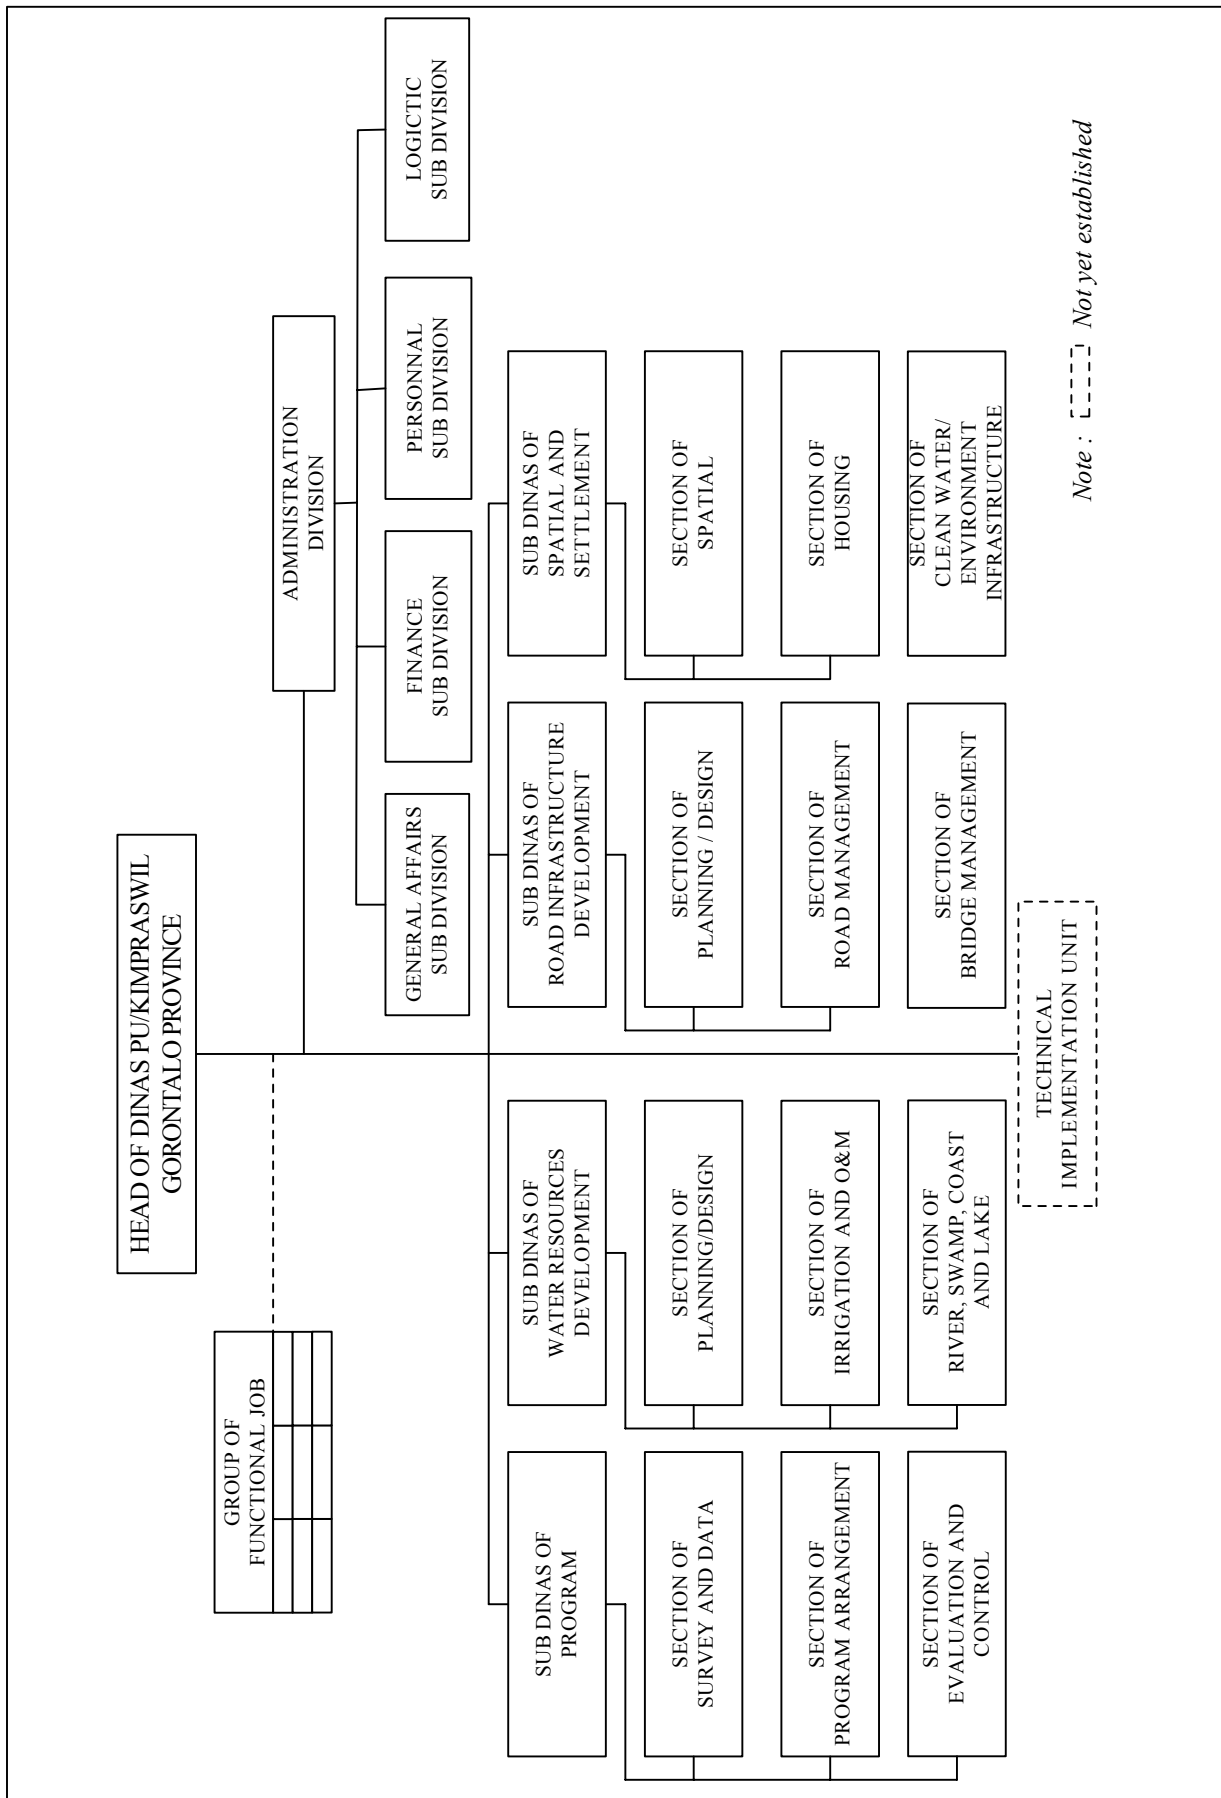 HEAD OF DINAS PU/KIMPRASWIL
GORONTALO PROVINCE
GROUP OF
FUNCTIONAL JOB
ADMINISTRATION
DIVISION
GENERAL AFFAIRS
SUB DIVISION
FINANCE
SUB DIVISION
PERSONNAL
SUB DIVISION
LOGICTIC
SUB DIVISION
SUB DINAS OF
PROGRAM
SUB DINAS OF
WATER RESOURCES
DEVELOPMENT
SUB DINAS OF
ROAD INFRASTRUCTURE
DEVELOPMENT
SUB DINAS OF
SPATIAL AND
SETTLEMENT
SECTION OF
SURVEY AND DATA
SECTION OF
PLANNING/DESIGN
SECTION OF
PLANNING / DESIGN
SECTION OF
SPATIAL
SECTION OF
PROGRAM ARRANGEMENT
SECTION OF
IRRIGATION AND O&M
SECTION OF
ROAD MANAGEMENT
SECTION OF
HOUSING
SECTION OF
EVALUATION AND
CONTROL
SECTION OF
RIVER, SWAMP, COAST
AND LAKE
SECTION OF
BRIDGE MANAGEMENT
SECTION OF
CLEAN WATER/
ENVIRONMENT
INFRASTRUCTURE
TECHNICAL
IMPLEMENTATION UNIT
Note : Not yet established